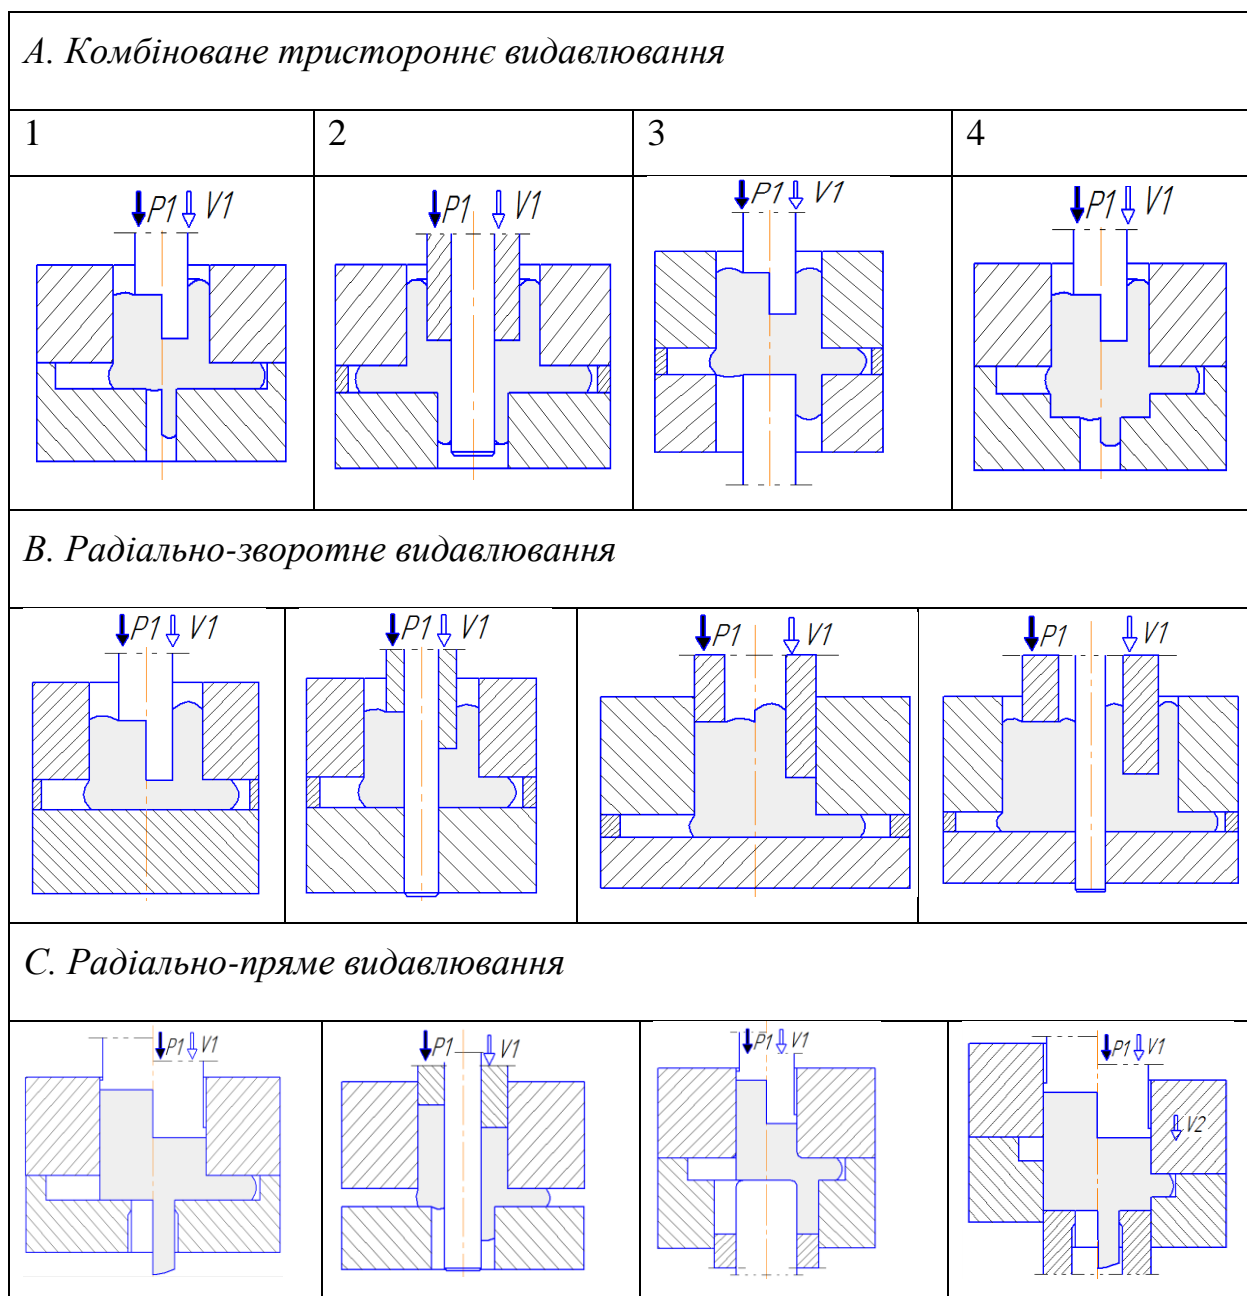 А. Комбіноване тристороннє видавлювання
1 2 3 4
P1 V1 P1 V1 P1 V1 P1 V1
В. Радіально-зворотне видавлювання
P1 V1 P1 V1 P1 V1 P1 V1
С. Радіально-пряме видавлювання
P1 V1 P1 V1 P1 V1 P1 V1
V2